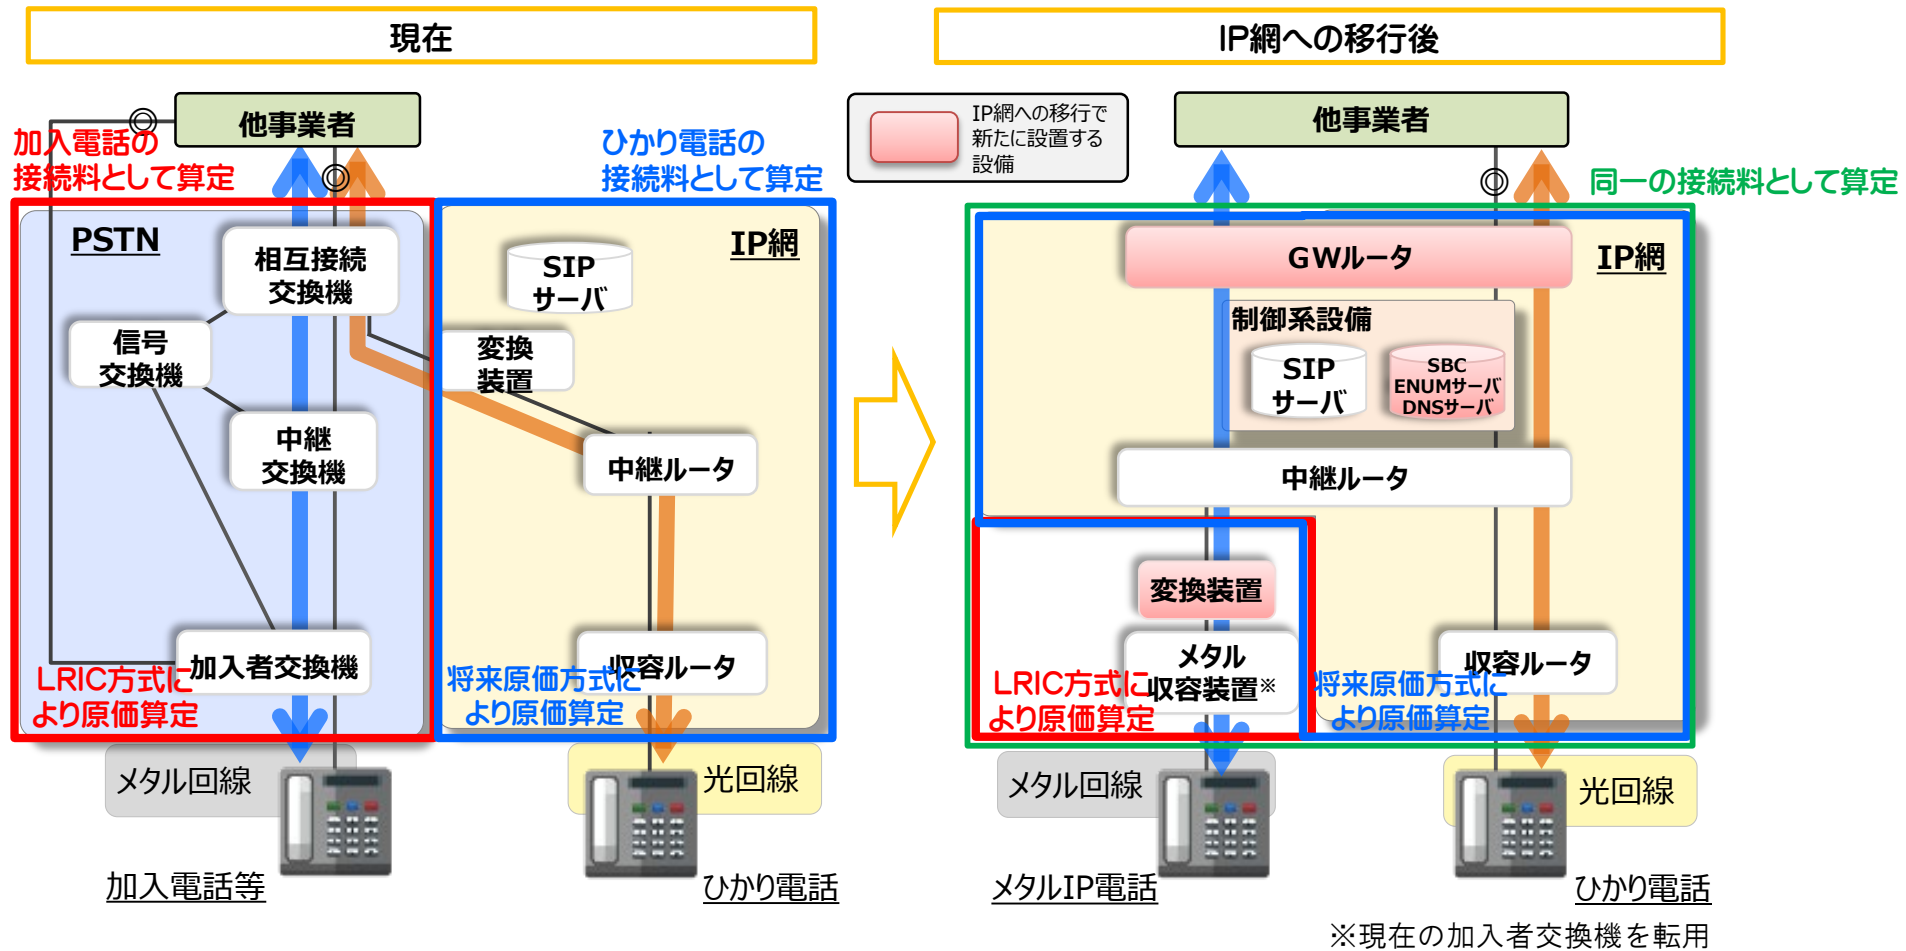 現在
他事業者
加入電話の
接続料として算定
ひかり電話の
接続料として算定
PSTN
相互接続
交換機
信号
交換機
中継
交換機
加入者交換機
LRIC方式に
より原価算定
IP網
SIP
サーバ
変換
装置
中継ルータ
収容ルータ
将来原価方式に
より原価算定
メタル回線
光回線
加入電話等
ひかり電話
IP網への移行後
IP網への移行で
新たに設置する
設備
他事業者
同一の接続料として算定
GWルータ
IP網
制御系設備
SIP
サーバ
SBC
ENUMサーバ
DNSサーバ
中継ルータ
変換装置
メタル
収容装置※
LRIC方式に
より原価算定
収容ルータ
将来原価方式に
より原価算定
メタル回線
光回線
メタルIP電話
ひかり電話
※現在の加入者交換機を転用